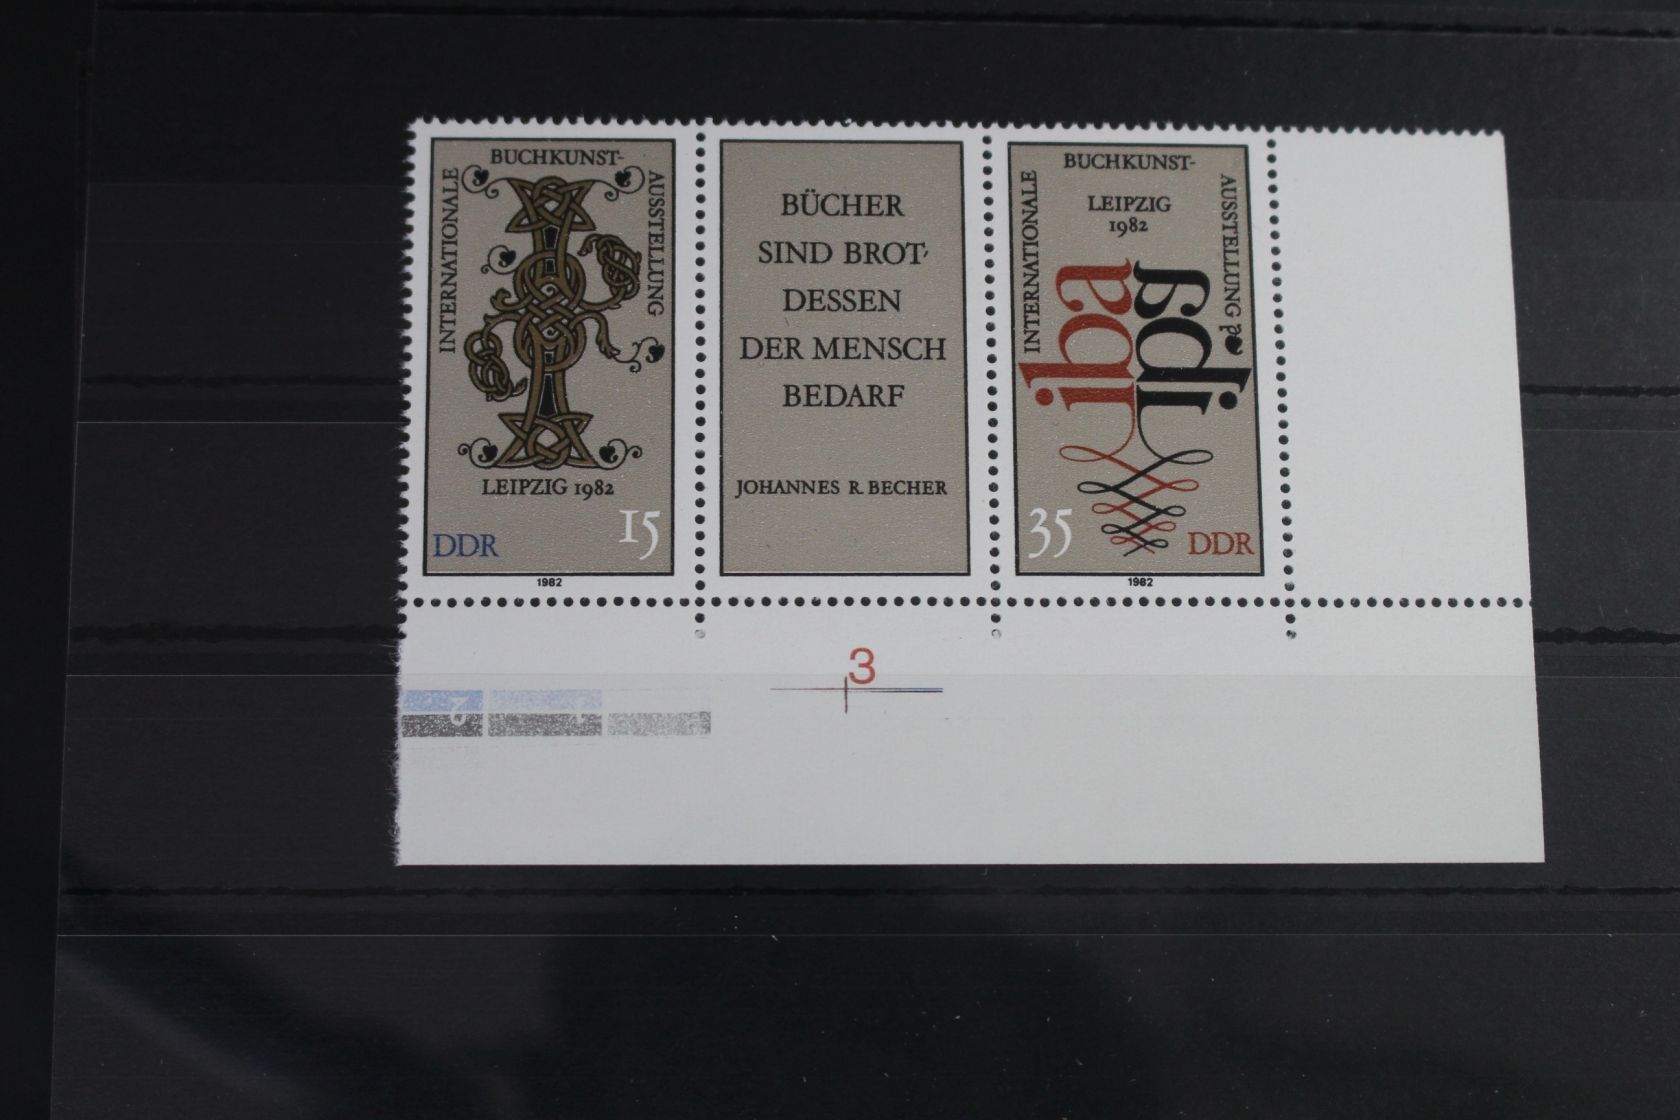 BUCHKUNST-
INTERNATIONALE
AUSSTELLUNG
LEIPZIG 1982
15
DDR
1982
BÜCHER
SIND BROT,
DESSEN
DER MENSCH
BEDARF
JOHANNES R. BECHER
BUCHKUNST-
INTERNATIONALE
AUSSTELLUNG
LEIPZIG
1982
iba
35
DDR
1982
3